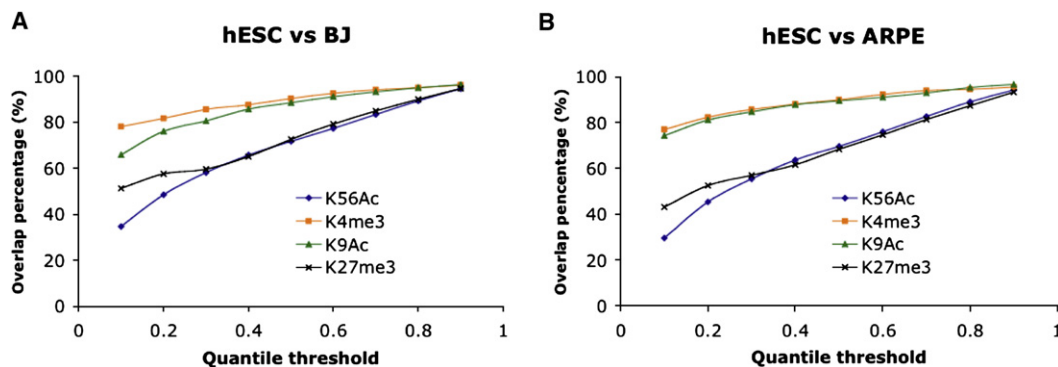 A
hESC vs BJ
Overlap percentage (%)
100
80
60
40
20
0
K56Ac
K4me3
K9Ac
K27me3
0
0.2
0.4
0.6
0.8
1
Quantile threshold
B
hESC vs ARPE
Overlap pencentage (%)
100
80
60
40
20
0
K56Ac
K4me3
K9Ac
K27me3
0
0.2
0.4
0.6
0.8
1
Quantile threshold